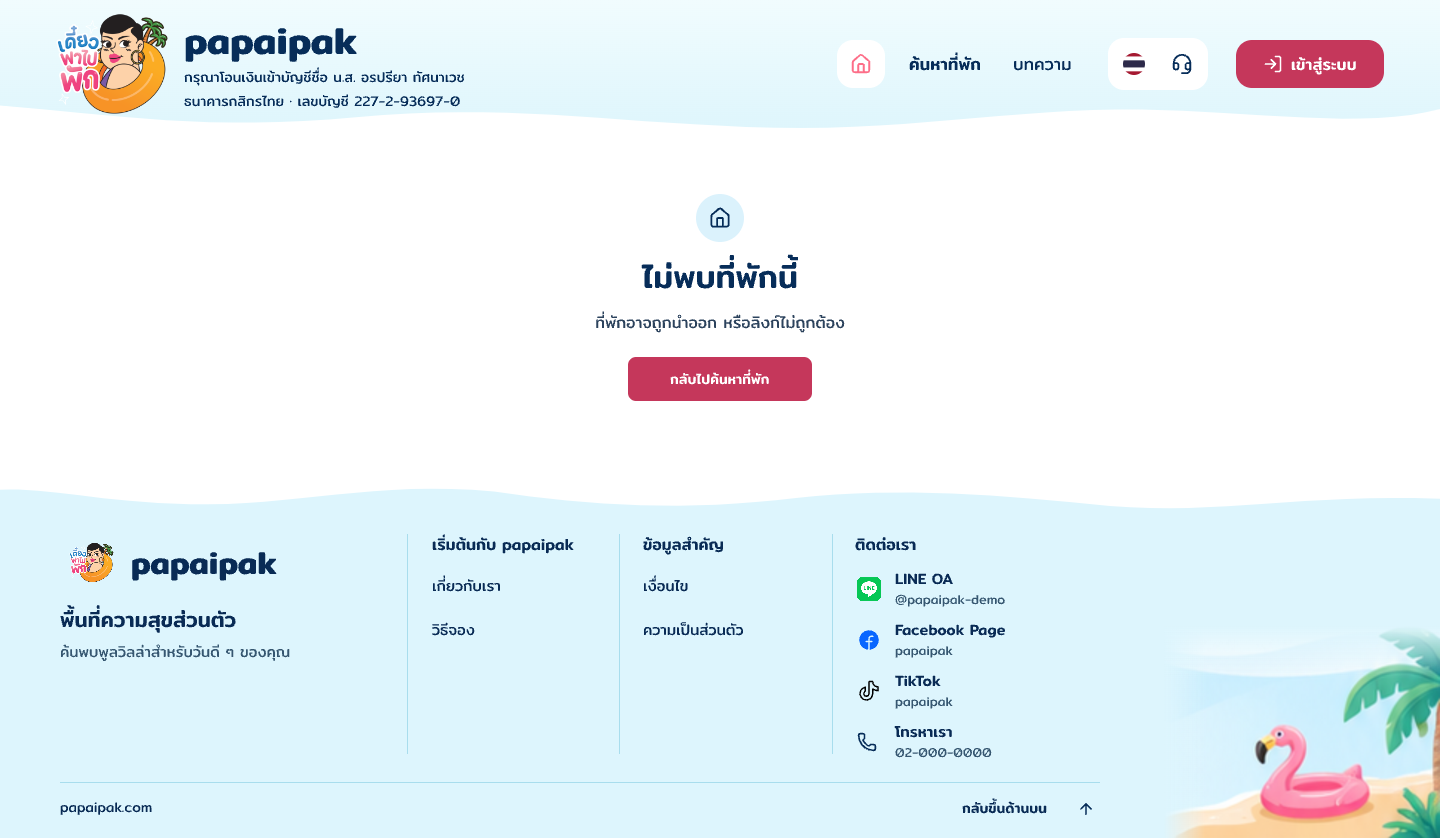 เดี๋ยว
พาไป
พัก
papaipak
กรุณาโอนเงินเข้าบัญชีชื่อ น.ส. อรปรียา ทัศนาเวช
ธนาคารกสิกรไทย · เลขบัญชี 227-2-93697-0
ค้นหาที่พัก
บทความ
เข้าสู่ระบบ
ไม่พบที่พักนี้
ที่พักอาจถูกนำออก หรือลิงก์ไม่ถูกต้อง
กลับไปค้นหาที่พัก
เดี๋ยว
พาไป
พัก
papaipak
พื้นที่ความสุขส่วนตัว
ค้นพบพูลวิลล่าสำหรับวันดี ๆ ของคุณ
เริ่มต้นกับ papaipak
เกี่ยวกับเรา
วิธีจอง
ข้อมูลสำคัญ
เงื่อนไข
ความเป็นส่วนตัว
ติดต่อเรา
LINE
LINE OA
@papaipak-demo
Facebook Page
papaipak
TikTok
papaipak
โทรหาเรา
02-000-0000
papaipak.com
กลับขึ้นด้านบน